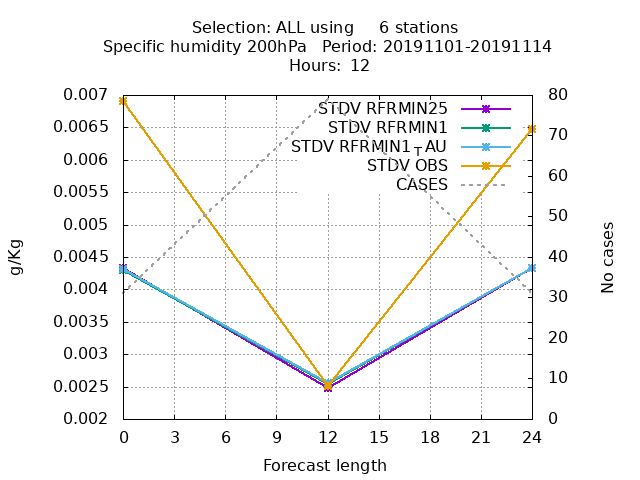 Selection: ALL using     6 stations
Specific humidity 200hPa   Period: 20191101-20191114
Hours: 12
STDV RFRMIN25
STDV RFRMIN1
STDV RFRMIN1_TAU
STDV OBS
CASES
0.007
0.0065
0.006
0.0055
0.005
0.0045
0.004
0.0035
0.003
0.0025
0.002
g/Kg
80
70
60
50
40
30
20
10
0
No cases
0 3 6 9 12 15 18 21 24
Forecast length